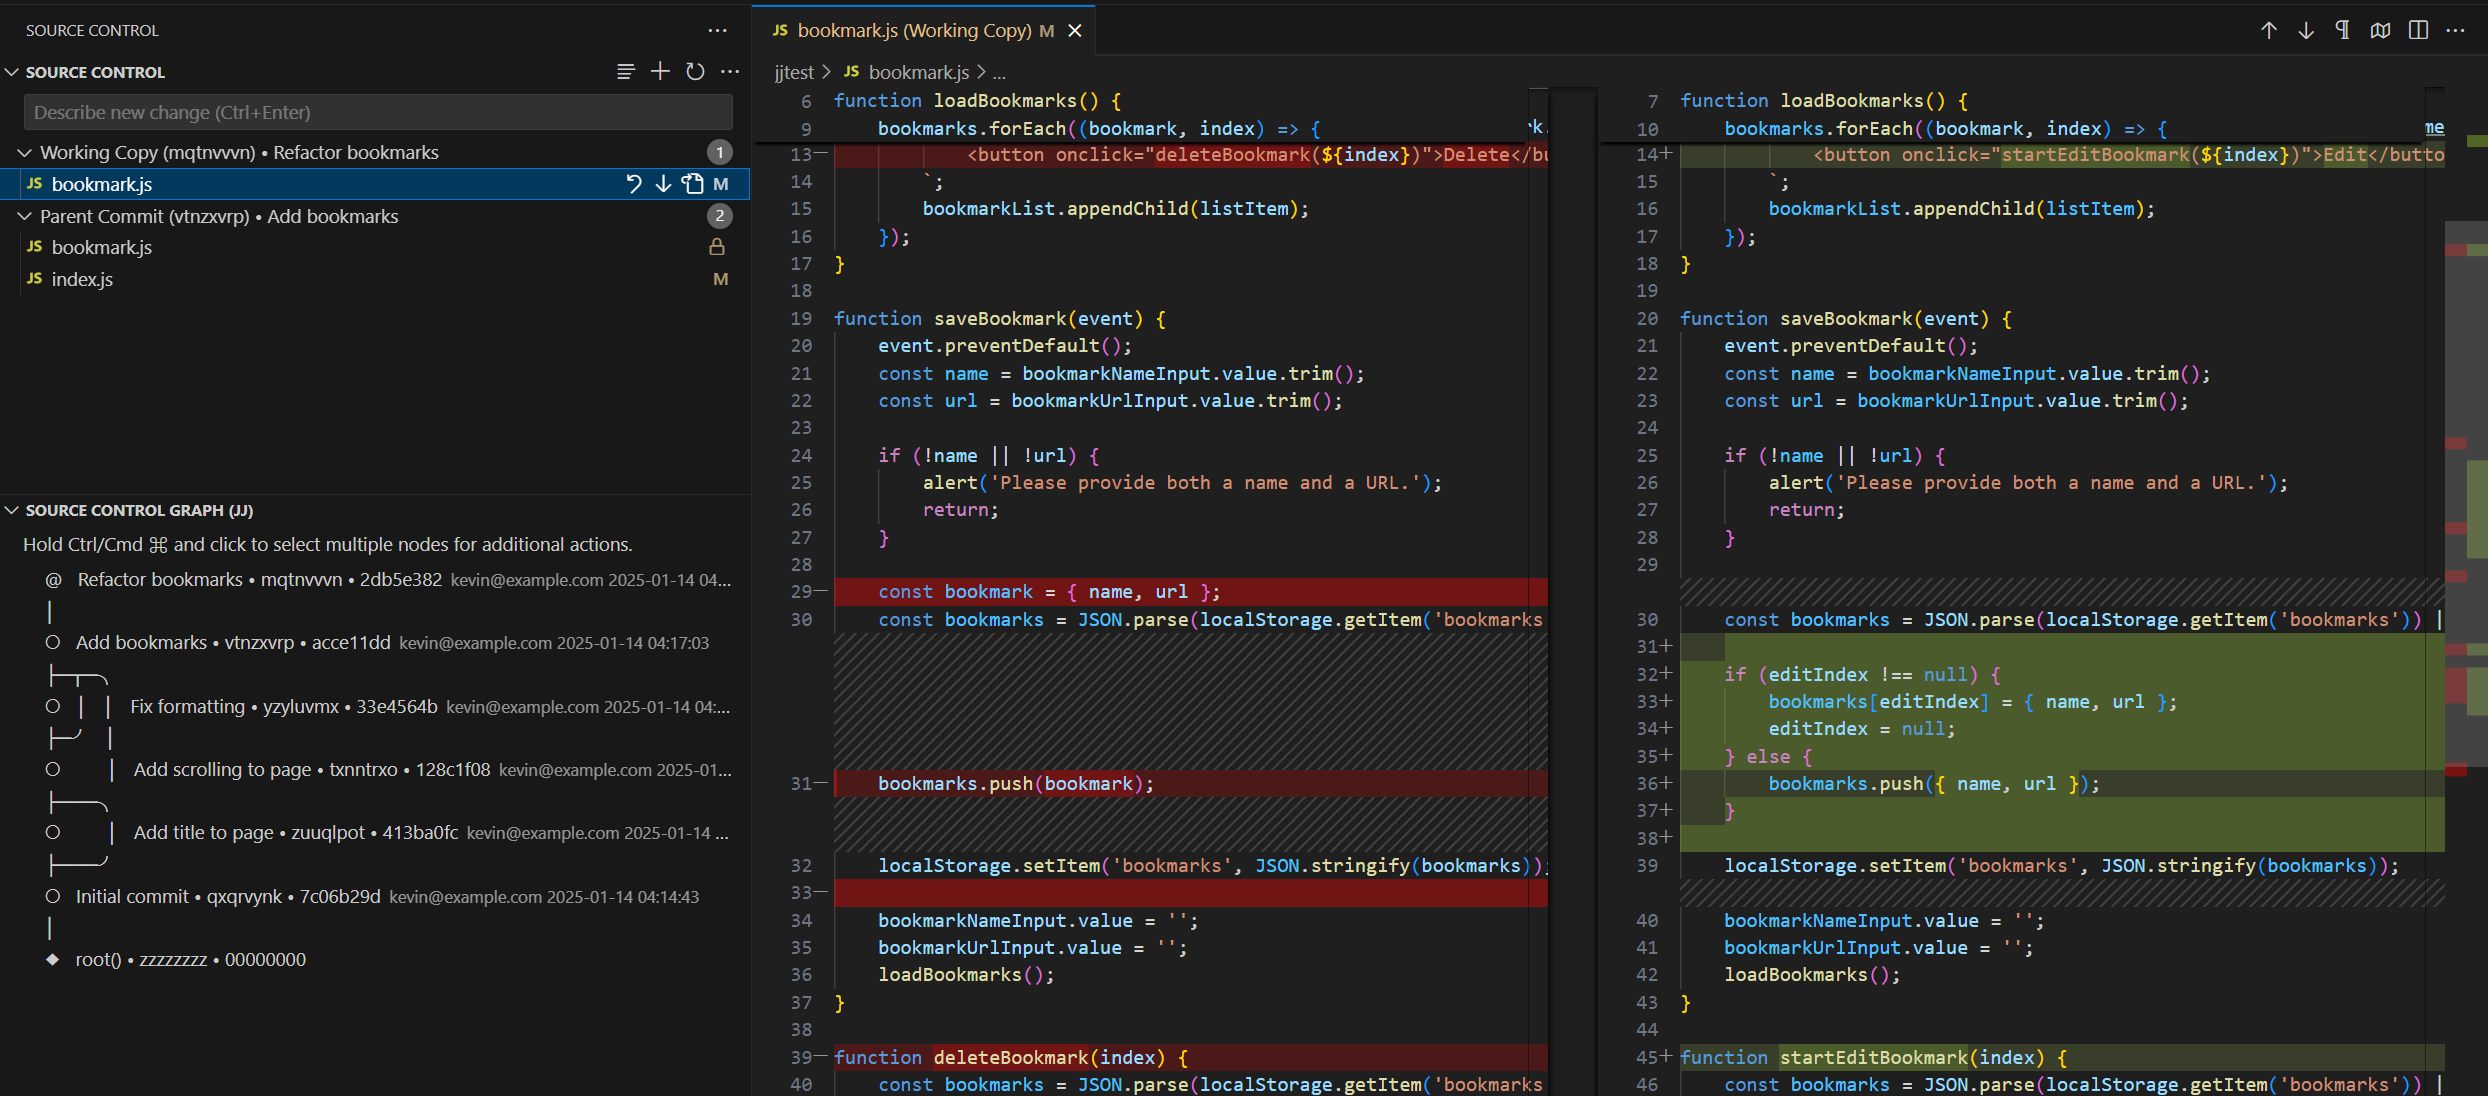 SOURCE CONTROL
SOURCE CONTROL
Describe new change (Ctrl+Enter)
Working Copy (mqtnvvvn) • Refactor bookmarks 1
JS bookmark.js M
Parent Commit (vtnzxvrp) • Add bookmarks 2
JS bookmark.js
JS index.js M
SOURCE CONTROL GRAPH (JJ)
Hold Ctrl/Cmd ⌘ and click to select multiple nodes for additional actions.
@ Refactor bookmarks • mqtnvvvn • 2db5e382 kevin@example.com 2025-01-14 04...
Add bookmarks • vtnzxvrp • acce11dd kevin@example.com 2025-01-14 04:17:03
Fix formatting • yzyluvmx • 33e4564b kevin@example.com 2025-01-14 04:...
Add scrolling to page • txnntrxo • 128c1f08 kevin@example.com 2025-01...
Add title to page • zuuqlpot • 413ba0fc kevin@example.com 2025-01-14 ...
Initial commit • qxqrvynk • 7c06b29d kevin@example.com 2025-01-14 04:14:43
root() • zzzzzzzz • 00000000
JS bookmark.js (Working Copy) M
jjtest > JS bookmark.js > ...
6 function loadBookmarks() {
9 bookmarks.forEach((bookmark, index) => {
13— <button onclick="deleteBookmark(${index})">Delete</bu
14 `;
15 bookmarkList.appendChild(listItem);
16 });
17 }
18
19 function saveBookmark(event) {
20 event.preventDefault();
21 const name = bookmarkNameInput.value.trim();
22 const url = bookmarkUrlInput.value.trim();
23
24 if (!name || !url) {
25 alert('Please provide both a name and a URL.');
26 return;
27 }
28
29— const bookmark = { name, url };
30 const bookmarks = JSON.parse(localStorage.getItem('bookmarks
31— bookmarks.push(bookmark);
32 localStorage.setItem('bookmarks', JSON.stringify(bookmarks));
33—
34 bookmarkNameInput.value = '';
35 bookmarkUrlInput.value = '';
36 loadBookmarks();
37 }
38
39— function deleteBookmark(index) {
40 const bookmarks = JSON.parse(localStorage.getItem('bookmarks
7 function loadBookmarks() {
10 bookmarks.forEach((bookmark, index) => {
14+ <button onclick="startEditBookmark(${index})">Edit</butto
15 `;
16 bookmarkList.appendChild(listItem);
17 });
18 }
19
20 function saveBookmark(event) {
21 event.preventDefault();
22 const name = bookmarkNameInput.value.trim();
23 const url = bookmarkUrlInput.value.trim();
24
25 if (!name || !url) {
26 alert('Please provide both a name and a URL.');
27 return;
28 }
29
30 const bookmarks = JSON.parse(localStorage.getItem('bookmarks')) |
31+
32+ if (editIndex !== null) {
33+ bookmarks[editIndex] = { name, url };
34+ editIndex = null;
35+ } else {
36+ bookmarks.push({ name, url });
37+ }
38+
39 localStorage.setItem('bookmarks', JSON.stringify(bookmarks));
40 bookmarkNameInput.value = '';
41 bookmarkUrlInput.value = '';
42 loadBookmarks();
43 }
44
45+ function startEditBookmark(index) {
46 const bookmarks = JSON.parse(localStorage.getItem('bookmarks')) |